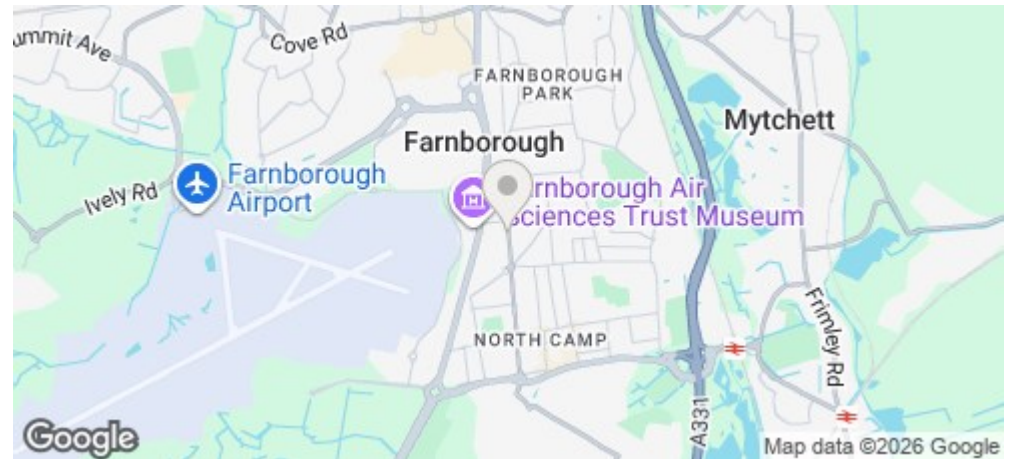 ummit Ave
Cove Rd
FARNBOROUGH
PARK
Mytchett
Farnborough
Ively Rd
Farnborough
Airport
rnborough Air
Sciences Trust Museum
Frimley Rd
NORTH CAMP
A331
Google
Map data ©2026 Google